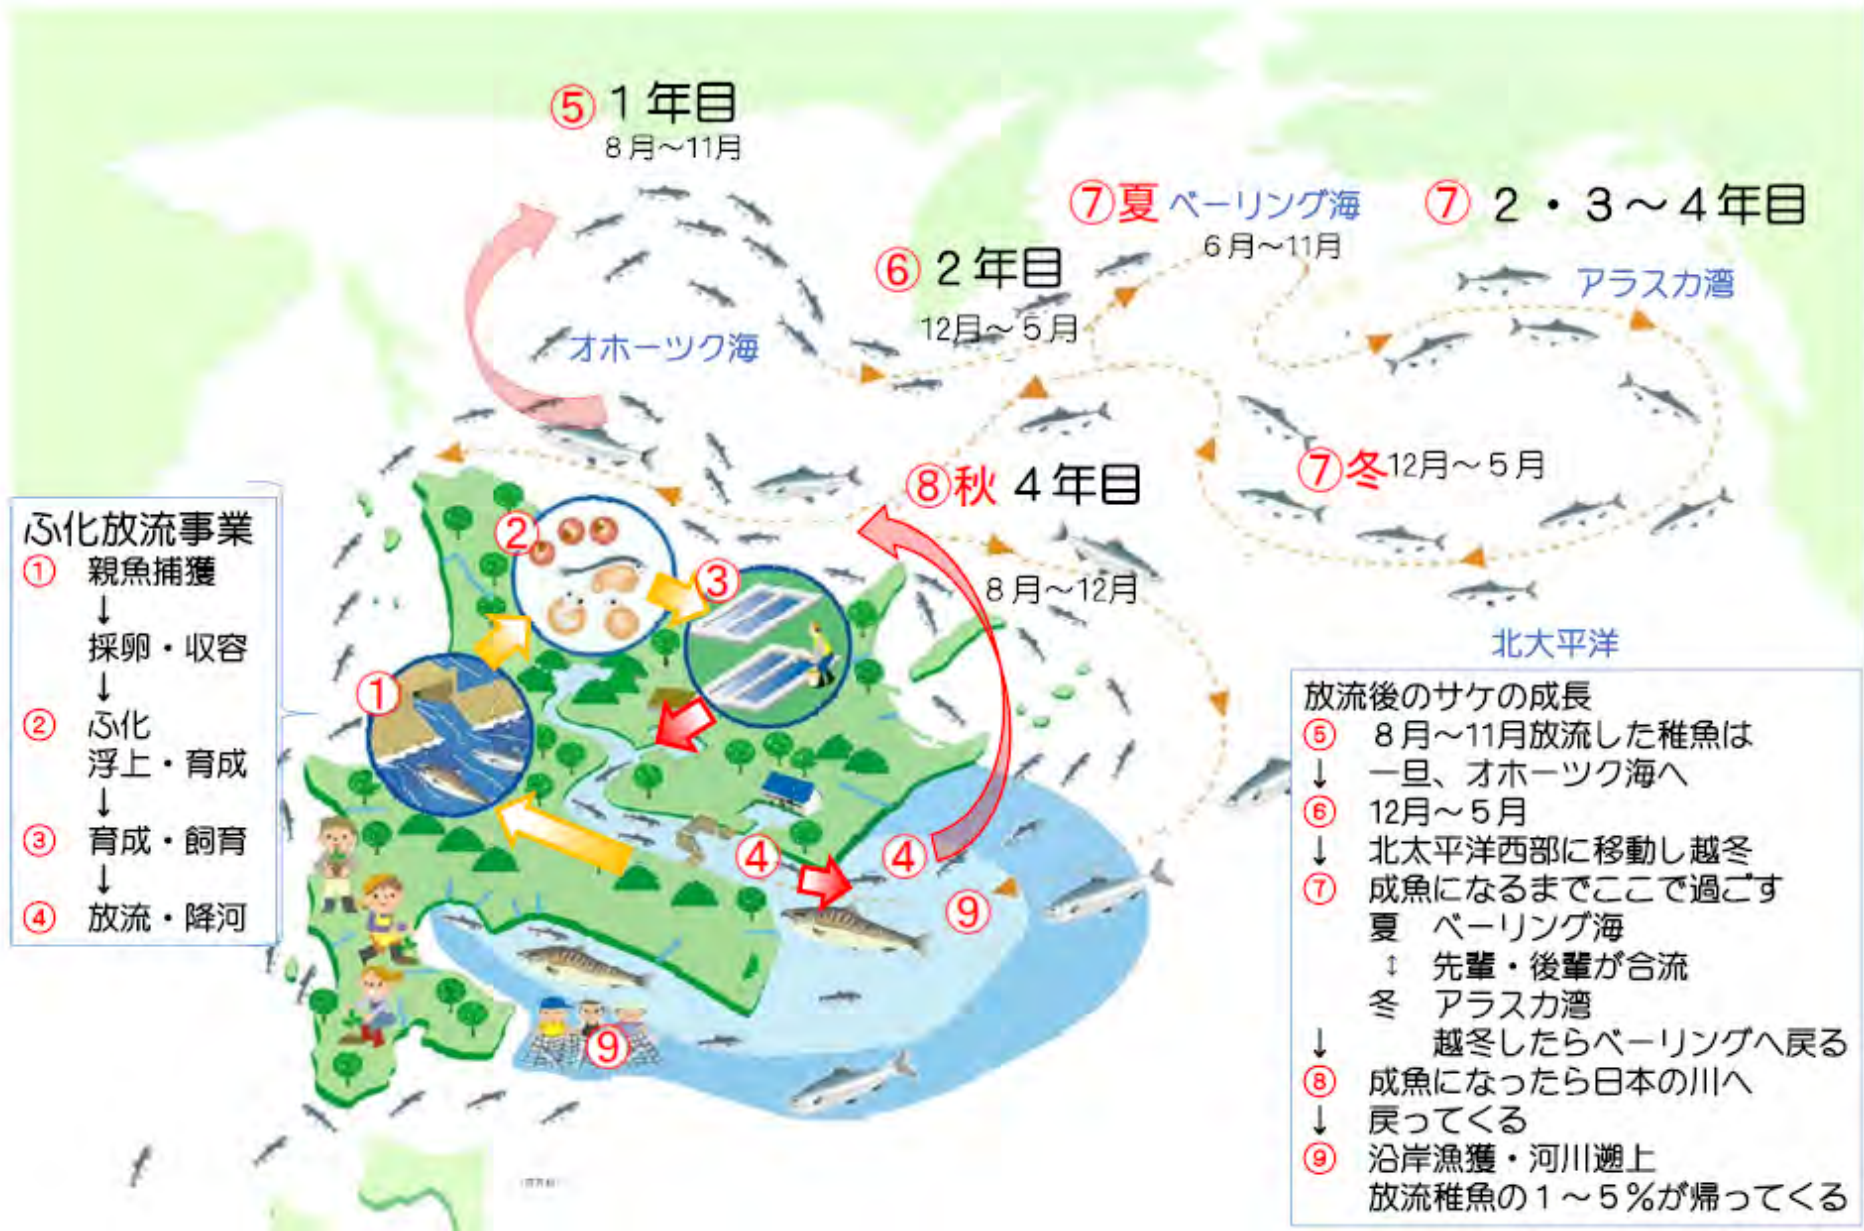 ⑤ 1年目
8月～11月
⑦夏 ベーリング海
6月～11月
⑦ 2・3～4年目
アラスカ湾
⑥ 2年目
12月～5月
オホーツク海
⑦冬12月～5月
⑧秋 4年目
8月～12月
北大平洋
②
③
①
④
④
⑨
⑨
ふ化放流事業
① 親魚捕獲
↓
採卵・収容
↓
② ふ化
浮上・育成
↓
③ 育成・飼育
↓
④ 放流・降河
放流後のサケの成長
⑤ 8月～11月放流した稚魚は
↓ 一旦、オホーツク海へ
⑥ 12月～5月
↓ 北太平洋西部に移動し越冬
⑦ 成魚になるまでここで過ごす
夏 ベーリング海
↕ 先輩・後輩が合流
冬 アラスカ湾
↓ 越冬したらベーリングへ戻る
⑧ 成魚になったら日本の川へ
↓ 戻ってくる
⑨ 沿岸漁獲・河川遡上
放流稚魚の1～5%が帰ってくる